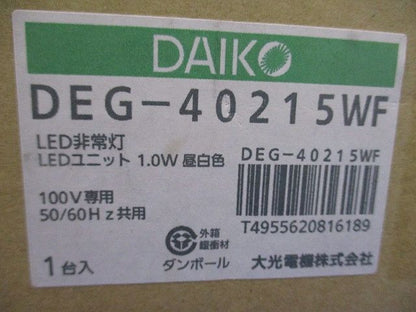 DAIKO
DEG-40215WF
LED非常灯
LEDユニット 1.0W 昼白色
DEG-40215WF
100V専用
50/60Hz共用
T4955620816189
外箱
緩衝材
1台入
ダンボール
大光電機株式会社